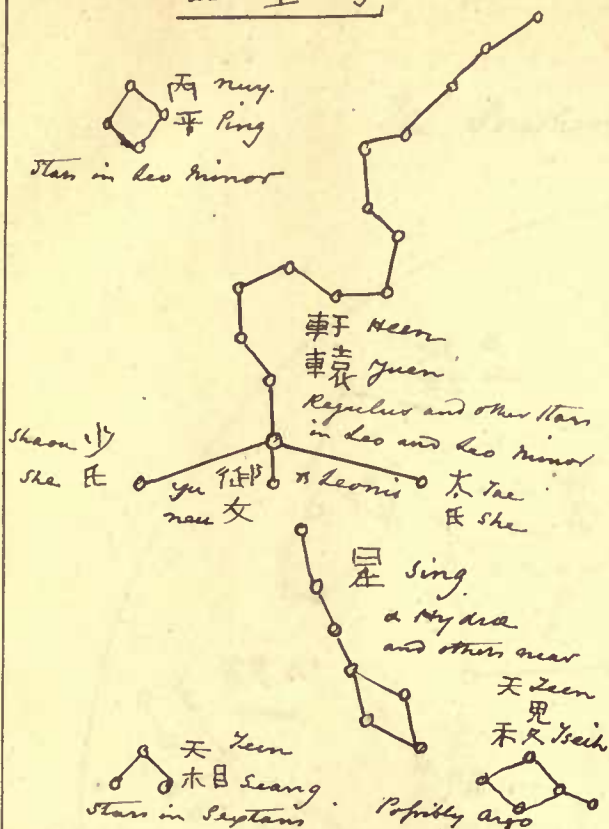 丙 nuy.
平 Ping
Stars in Leo Minor
軒 Heen
轅 Yuen
Regulus and other Stars
in Leo and Leo Minor
Shaou 少
She 氏
yu 御
neu 女
π Leonis
太 Tae
氏 She
星 Sing
α Hydræ
and others near
天 Teen
稷 Tseih
Possibly Argo
天 Teen
相 Seang
Stars in Sextans